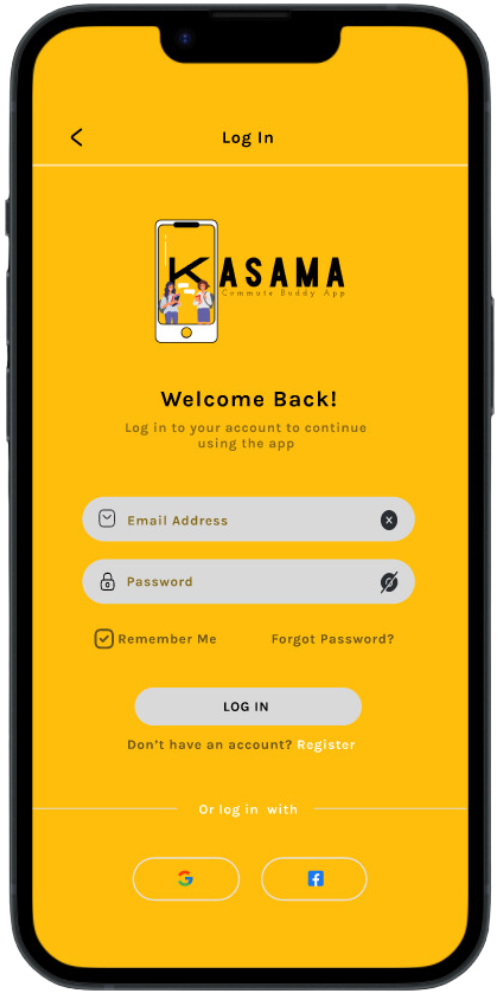 Log In
KASAMA
Commute Buddy App
Welcome Back!
Log in to your account to continue
using the app
Email Address
Password
Remember Me
Forgot Password?
LOG IN
Don't have an account? Register
Or log in with